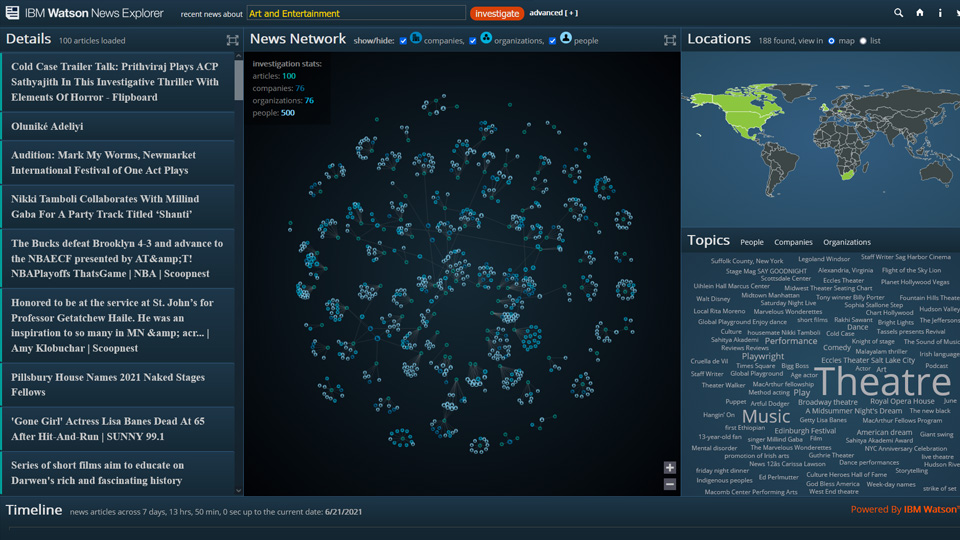 IBM Watson News Explorer
recent news about
Art and Entertainment
investigate
advanced [ + ]
Details 100 articles loaded
Cold Case Trailer Talk: Prithviraj Plays ACP
Sathyajith In This Investigative Thriller With
Elements Of Horror - Flipboard
Oluniké Adeliyi
Audition: Mark My Worms, Newmarket
International Festival of One Act Plays
Nikki Tamboli Collaborates With Millind
Gaba For A Party Track Titled ‘Shanti’
The Bucks defeat Brooklyn 4-3 and advance to
the NBAECF presented by AT&amp;T!
NBAPlayoffs ThatsGame | NBA | Scoopnest
Honored to be at the service at St. John’s for
Professor Getatchew Haile. He was an
inspiration to so many in MN &amp; acr... |
Amy Klobuchar | Scoopnest
Pillsbury House Names 2021 Naked Stages
Fellows
'Gone Girl' Actress Lisa Banes Dead At 65
After Hit-And-Run | SUNNY 99.1
Series of short films aim to educate on
Darwen's rich and fascinating history
News Network show/hide: companies, organizations, people
investigation stats:
articles: 100
companies: 76
organizations: 76
people: 500
Locations 188 found, view in map list
Topics People Companies Organizations
Suffolk County, New York
Legoland Windsor
Staff Writer Sag Harbor Cinema
Stage Mag SAY GOODNIGHT
Alexandria, Virginia
Flight of the Sky Lion
Scottsdale Center
Eccles Theater
Planet Hollywood Vegas
Uihlein Hall Marcus Center
Midwest Theater Seating Chart
Walt Disney
Midtown Manhattan
Tony winner Billy Porter
Fountain Hills Theate
Saturday Night Live
Sophia Stallone Step
Local Rita Moreno
Marvelous Wonderettes
Chart Hollywood
Hudson Valley
Global Playground Enjoy dance
short films
Rakhi Sawant
Bright Lights
The Jeffersons
Dance
Culture
housemate Nikki Tamboli
Cold Case
Tassels presents Revival
Sahitya Akademi
Performance
Knight of stage
The Sound of Music
Reviews Reviews
Comedy
Malayalam thriller
Irish language
Cruella de Vil
Playwright
Eccles Theater Salt Lake City
Times Square
Bigg Boss
Actor
Art
Podcast
Staff Writer
Global Playground
Age actor
Theatre
Theater Walker
MacArthur fellowship
Method acting
Play
Puppet
Artful Dodger
Broadway theatre
Royal Opera House
June
Hangin' On
Music
A Midsummer Night's Dream
The new black
Getty Lisa Banes
MacArthur Fellows Program
first Ethiopian
Edinburgh Festival
American dream
Giant swing
13-year-old fan
singer Millind Gaba
Film
Sahitya Akademi Award
Mental disorder
The Marvelous Wonderettes
NYC Anniversary Celebration
promotion of Irish arts
Guthrie Theater
live theatre
News 12ââ Carissa Lawson
Dance performances
Hudson River
friday night dinner
Ed Perlmutter
Culture Heroes Hall of Fame
Storytelling
Indigenous peoples
God Bless America
Week-day names
Macomb Center Performing Arts
West End theatre
strike of set
Timeline news articles across 7 days, 13 hrs, 50 min, 0 sec up to the current date: 6/21/2021
Powered By IBM Watson